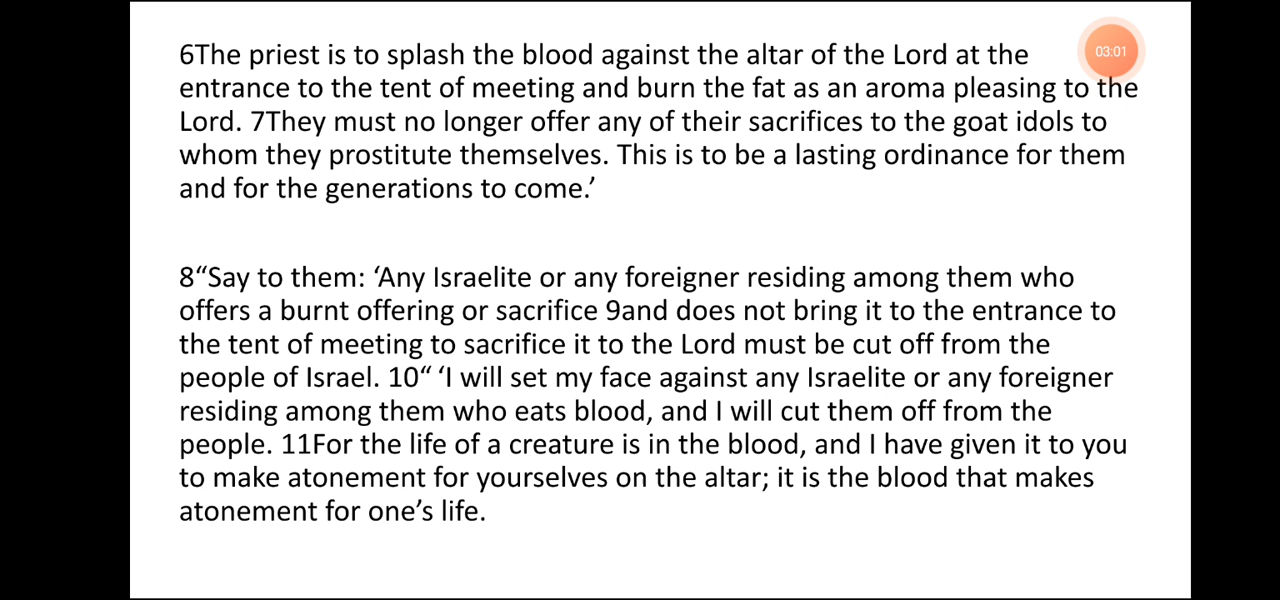 6The priest is to splash the blood against the altar of the Lord at the
03:01
entrance to the tent of meeting and burn the fat as an aroma pleasing to the
Lord. 7They must no longer offer any of their sacrifices to the goat idols to
whom they prostitute themselves. This is to be a lasting ordinance for them
and for the generations to come.’
8“Say to them: ‘Any Israelite or any foreigner residing among them who
offers a burnt offering or sacrifice 9and does not bring it to the entrance to
the tent of meeting to sacrifice it to the Lord must be cut off from the
people of Israel. 10“ ‘I will set my face against any Israelite or any foreigner
residing among them who eats blood, and I will cut them off from the
people. 11For the life of a creature is in the blood, and I have given it to you
to make atonement for yourselves on the altar; it is the blood that makes
atonement for one’s life.